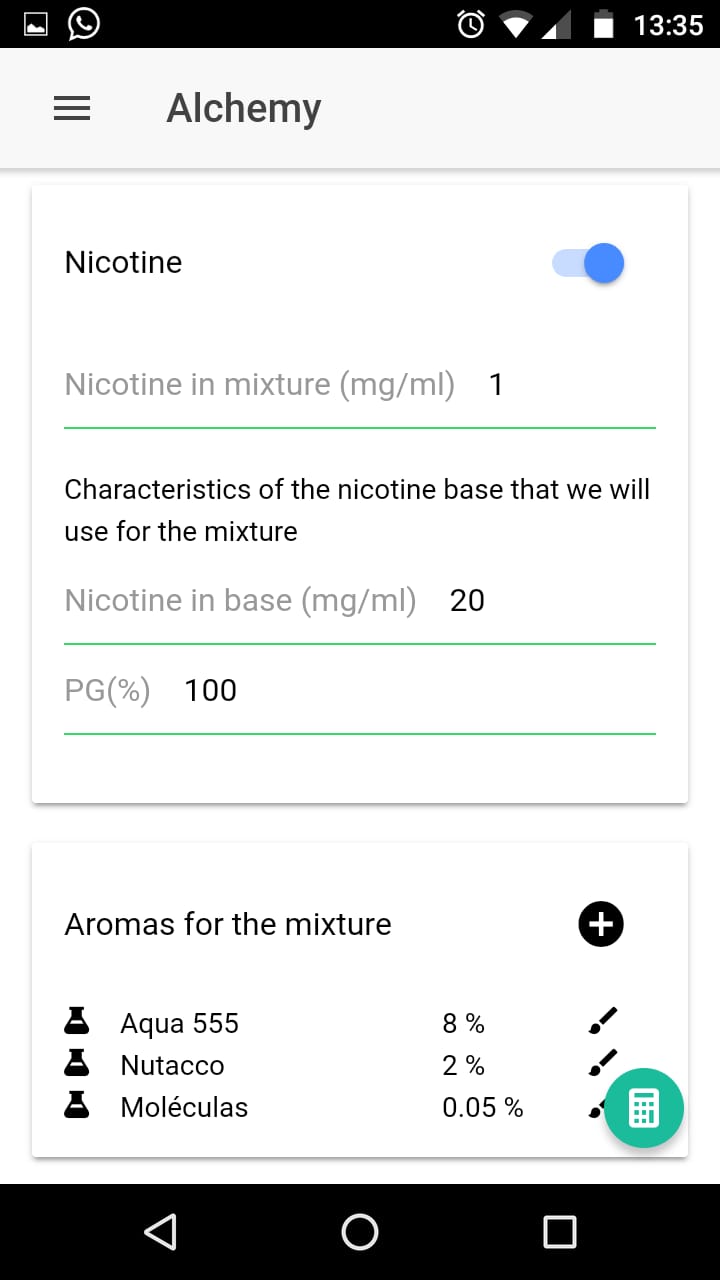 13:35
Alchemy
Nicotine
Nicotine in mixture (mg/ml) 1
Characteristics of the nicotine base that we will
use for the mixture
Nicotine in base (mg/ml) 20
PG(%) 100
Aromas for the mixture
Aqua 555 8 %
Nutacco 2 %
Moléculas 0.05 %